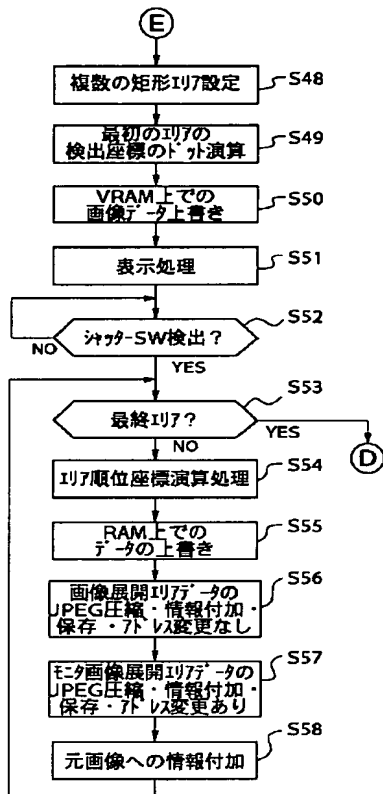 E
複数の矩形ｴﾘｱ設定
S48
最初のｴﾘｱの
検出座標のﾄﾞｯﾄ演算
S49
VRAM上での
画像ﾃﾞｰﾀ上書き
S50
表示処理
S51
ｼｬｯﾀｰSW検出？
S52
NO
YES
最終ｴﾘｱ？
S53
YES
NO
D
ｴﾘｱ順位座標演算処理
S54
RAM上での
ﾃﾞｰﾀの上書き
S55
画像展開ｴﾘｱﾃﾞｰﾀの
JPEG圧縮・情報付加・
保存・ｱﾄﾞﾚｽ変更なし
S56
ﾓﾆﾀ画像展開ｴﾘｱﾃﾞｰﾀの
JPEG圧縮・情報付加・
保存・ｱﾄﾞﾚｽ変更あり
S57
元画像への情報付加
S58